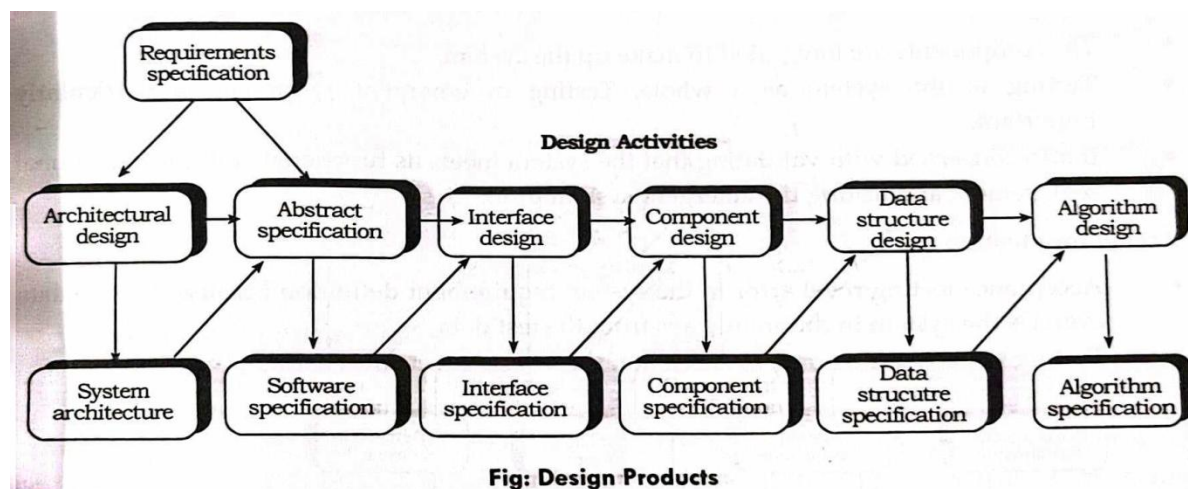 Requirements
specification
Design Activities
Architectural
design
Abstract
specification
Interface
design
Component
design
Data
structure
design
Algorithm
design
System
architecture
Software
specification
Interface
specification
Component
specification
Data
strucutre
specification
Algorithm
specification
Fig: Design Products